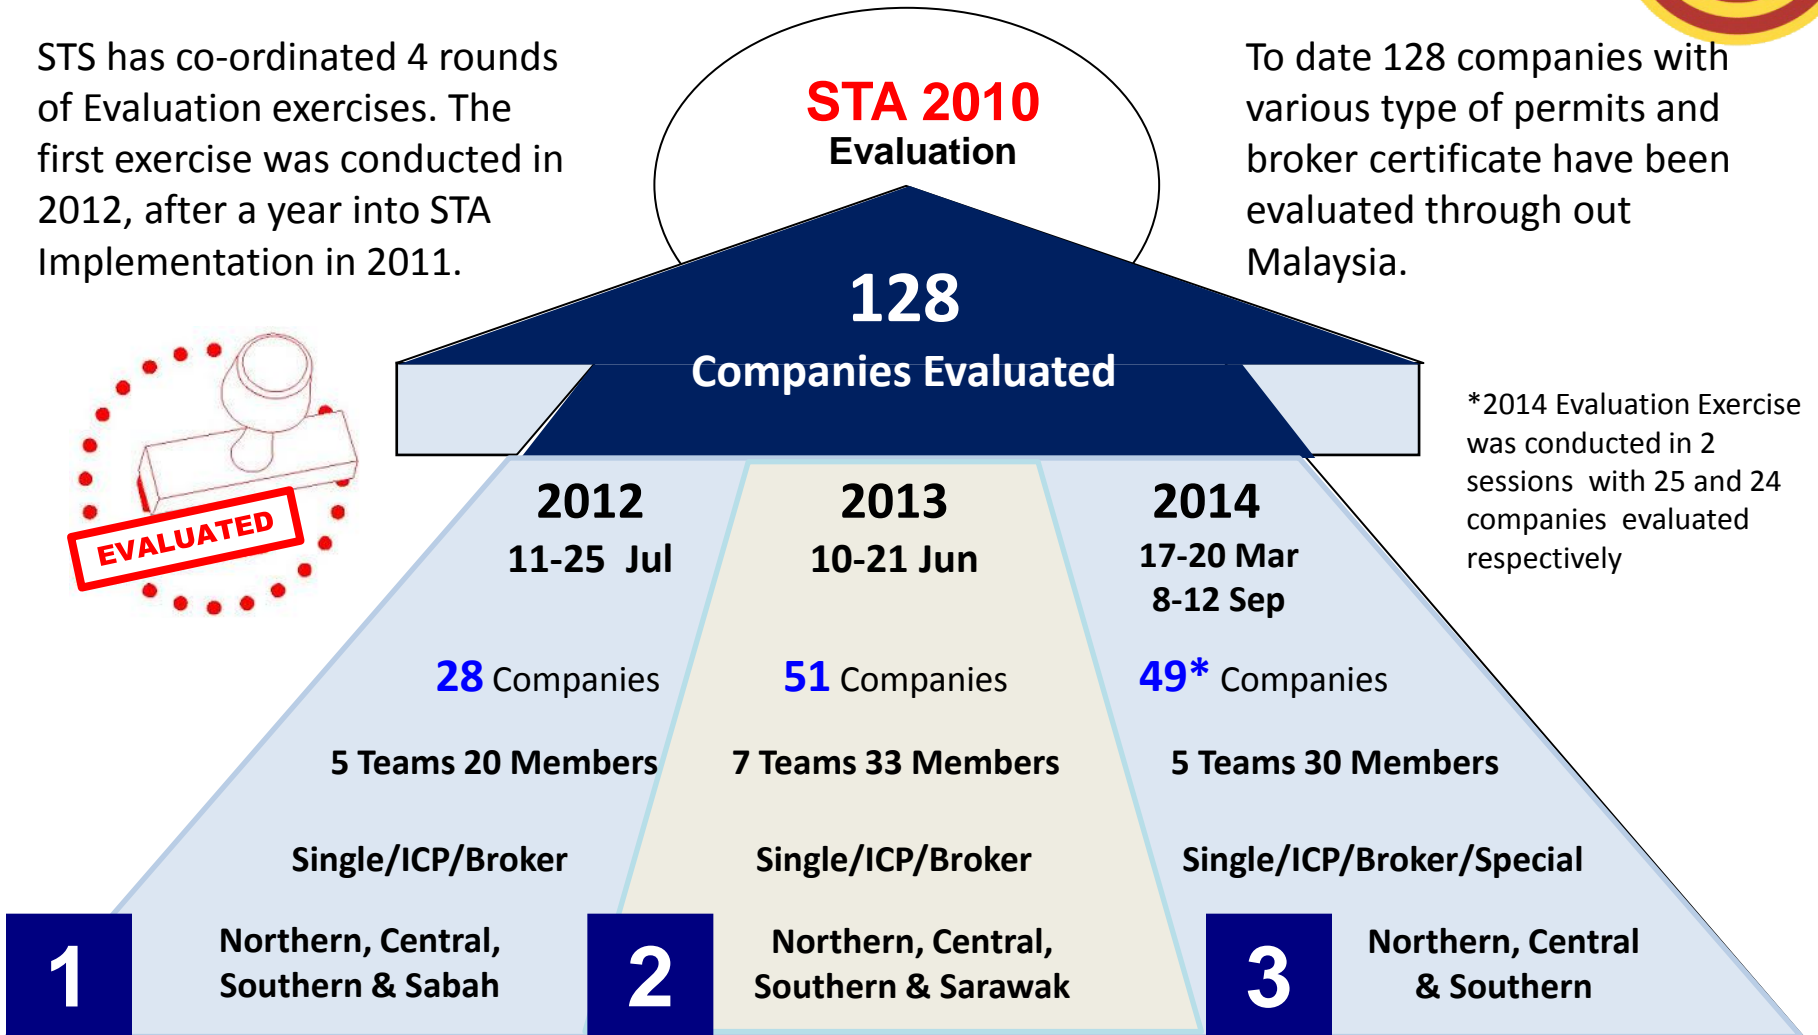 STS has co-ordinated 4 rounds
of Evaluation exercises. The
first exercise was conducted in
2012, after a year into STA
Implementation in 2011.
STA 2010
Evaluation
To date 128 companies with
various type of permits and
broker certificate have been
evaluated through out
Malaysia.
128
Companies Evaluated
*2014 Evaluation Exercise
was conducted in 2
sessions with 25 and 24
companies evaluated
respectively
EVALUATED
2012
11-25 Jul
28 Companies
5 Teams 20 Members
Single/ICP/Broker
1
Northern, Central,
Southern & Sabah
2013
10-21 Jun
51 Companies
7 Teams 33 Members
Single/ICP/Broker
2
Northern, Central,
Southern & Sarawak
2014
17-20 Mar
8-12 Sep
49* Companies
5 Teams 30 Members
Single/ICP/Broker/Special
3
Northern, Central
& Southern